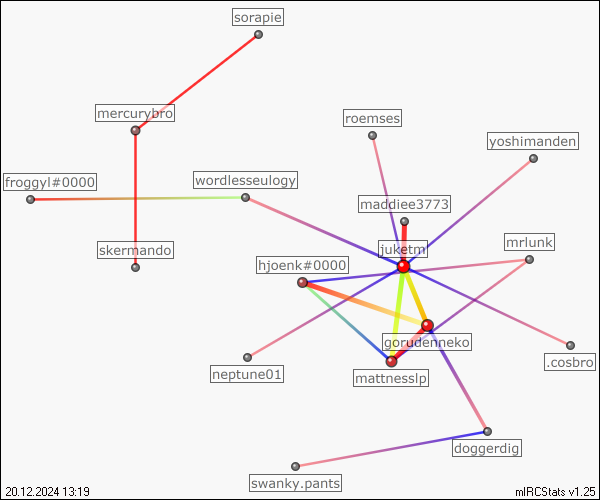 sorapie
mercurybro
roemses
yoshimanden
froggyl#0000
wordlesseulogy
maddiee3773
skermando
juketm
mrlunk
hjoenk#0000
gorudenneko
.cosbro
neptune01
mattnesslp
doggerdig
swanky.pants
20.12.2024 13:19
mIRCStats v1.25